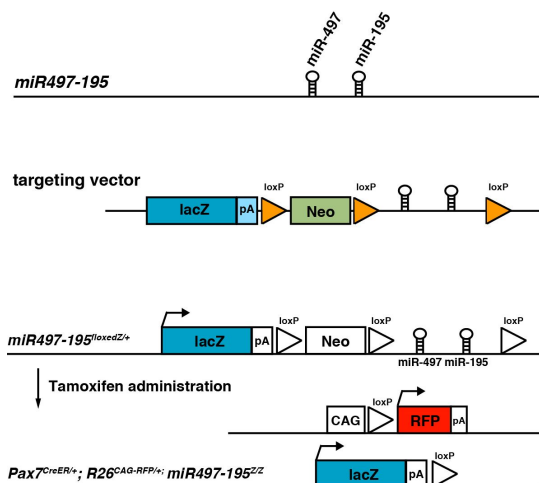 miR-497 miR-195
miR497-195
targeting vector
loxP loxP loxP
lacZ pA Neo
loxP loxP loxP
miR497-195floxedZ/+ lacZ pA Neo
miR-497 miR-195
Tamoxifen administration
loxP
CAG RFP pA
loxP
Pax7CreER/+; R26CAG-RFP/+; miR497-195Z/Z lacZ pA